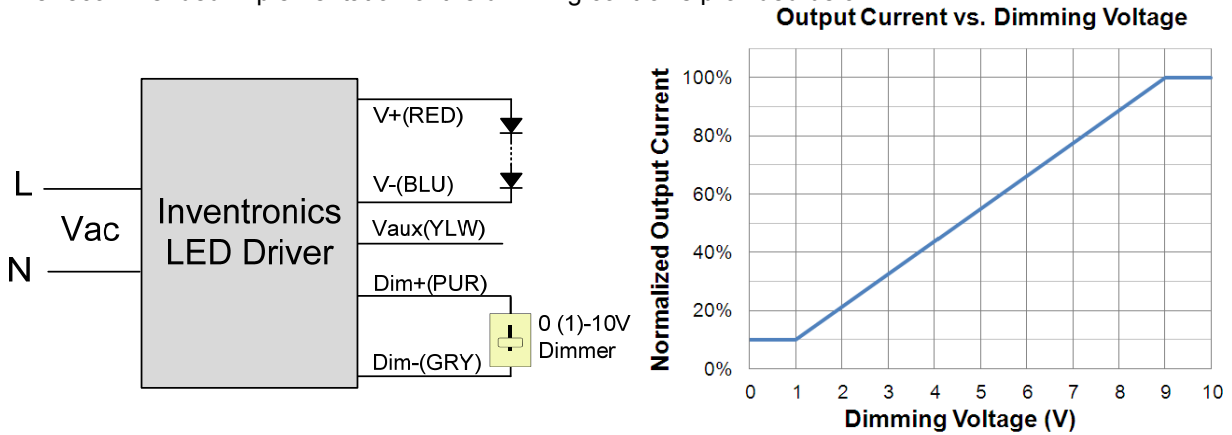 Output Current vs. Dimming Voltage
V+(RED)
V-(BLU)
L
Vac
N
Inventronics
LED Driver
Vaux(YLW)
Dim+(PUR)
0 (1)-10V
Dimmer
Dim-(GRY)
Normalized Output Current
100%
80%
60%
40%
20%
0%
0 1 2 3 4 5 6 7 8 9 10
Dimming Voltage (V)